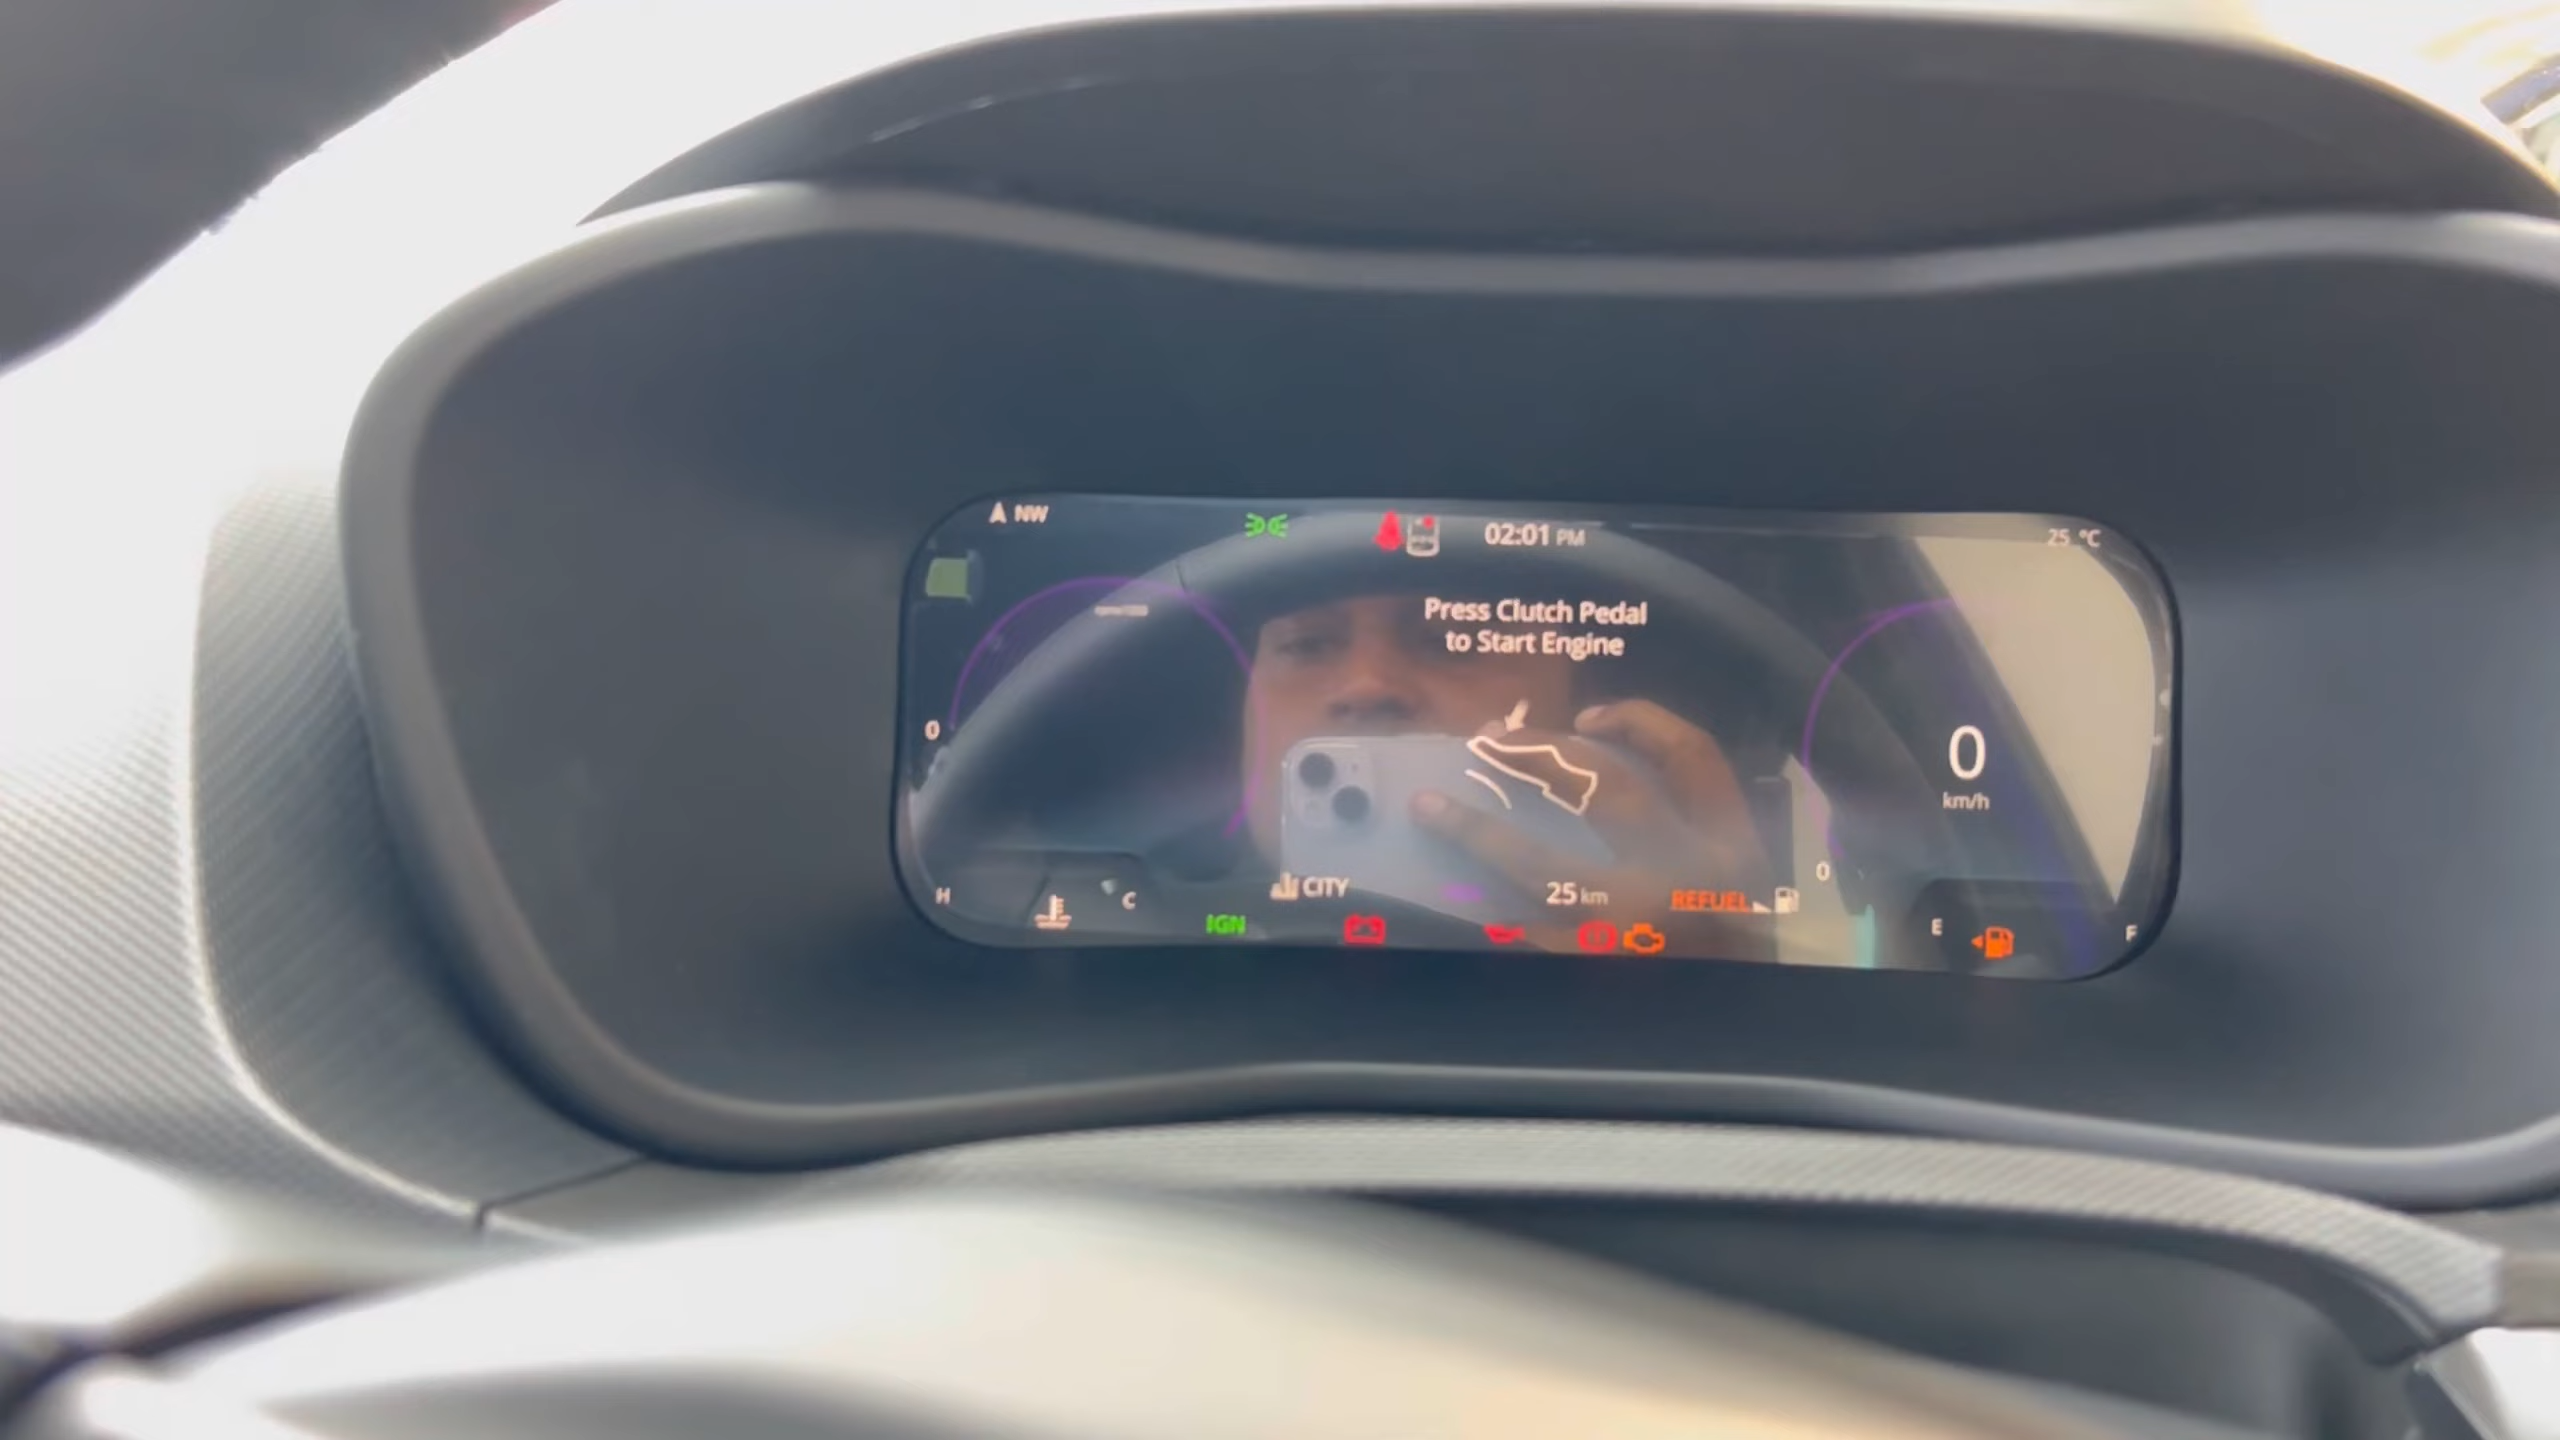 NW
02:01 PM
25 °C
Press Clutch Pedal
to Start Engine
0
0
km/h
0
H
C
CITY
25 km
REFUEL
E
F
IGN